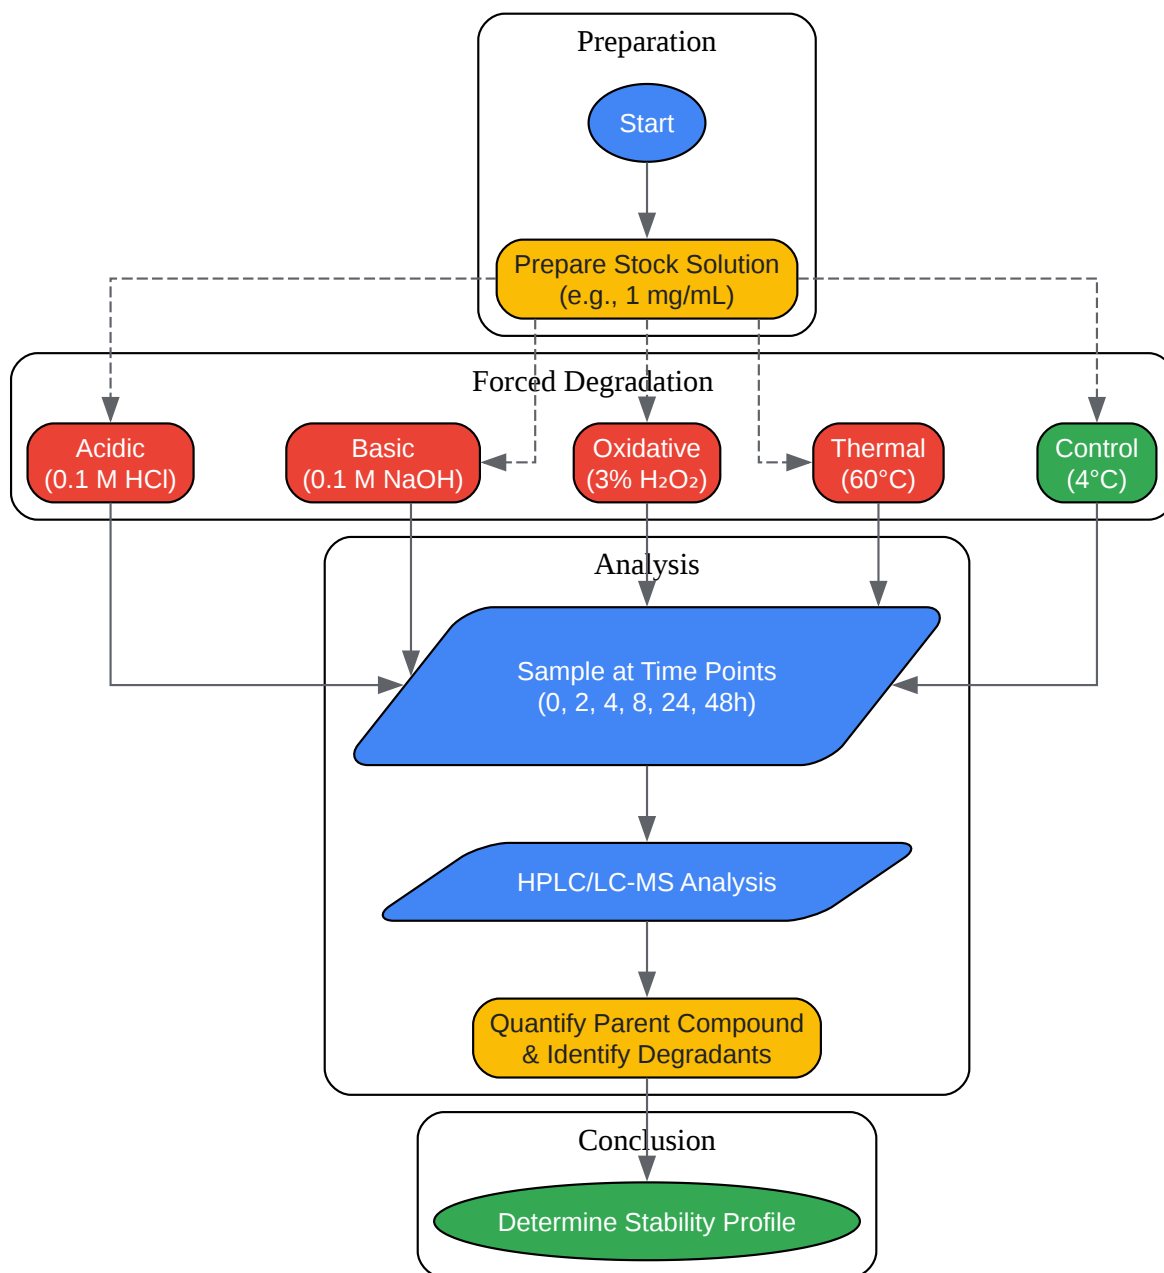 Preparation
Start
Prepare Stock Solution
(e.g., 1 mg/mL)
Forced Degradation
Acidic
(0.1 M HCl)
Basic
(0.1 M NaOH)
Oxidative
(3% H₂O₂)
Thermal
(60°C)
Control
(4°C)
Analysis
Sample at Time Points
(0, 2, 4, 8, 24, 48h)
HPLC/LC-MS Analysis
Quantify Parent Compound
& Identify Degradants
Conclusion
Determine Stability Profile